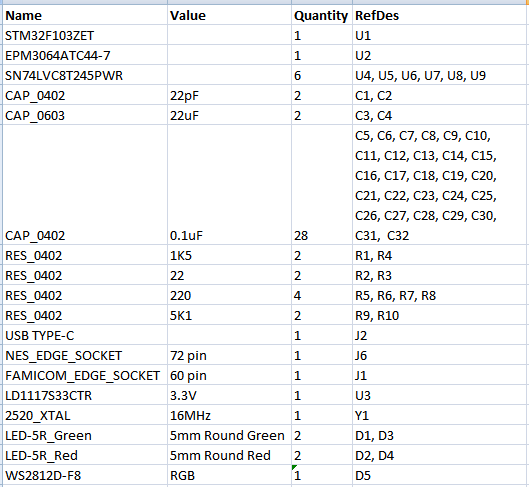 Name Value Quantity RefDes
STM32F103ZET 1 U1
EPM3064ATC44-7 1 U2
SN74LVC8T245PWR 6 U4, U5, U6, U7, U8, U9
CAP_0402 22pF 2 C1, C2
CAP_0603 22uF 2 C3, C4
C5, C6, C7, C8, C9, C10,
C11, C12, C13, C14, C15,
C16, C17, C18, C19, C20,
C21, C22, C23, C24, C25,
C26, C27, C28, C29, C30,
CAP_0402 0.1uF 28 C31, C32
RES_0402 1K5 2 R1, R4
RES_0402 22 2 R2, R3
RES_0402 220 4 R5, R6, R7, R8
RES_0402 5K1 2 R9, R10
USB TYPE-C 1 J2
NES_EDGE_SOCKET 72 pin 1 J6
FAMICOM_EDGE_SOCKET 60 pin 1 J1
LD1117S33CTR 3.3V 1 U3
2520_XTAL 16MHz 1 Y1
LED-5R_Green 5mm Round Green 2 D1, D3
LED-5R_Red 5mm Round Red 2 D2, D4
WS2812D-F8 RGB 1 D5